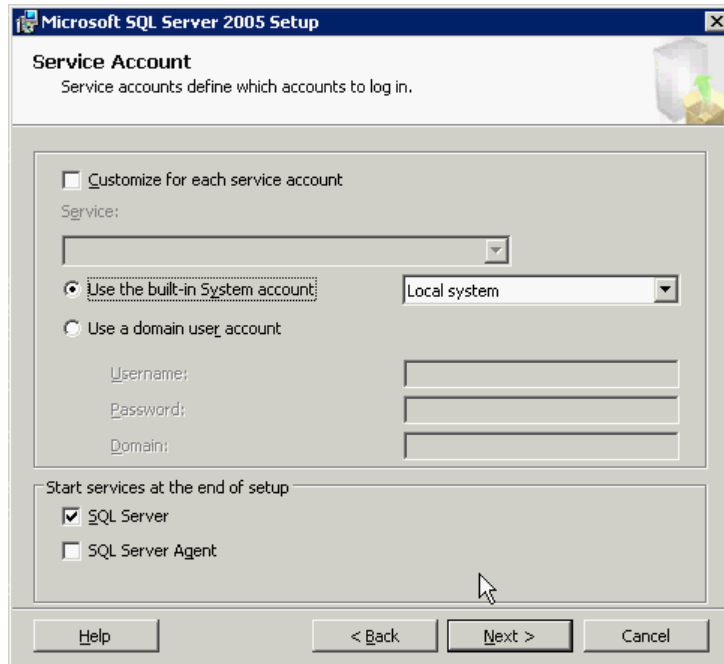 Microsoft SQL Server 2005 Setup
Service Account
Service accounts define which accounts to log in.
Customize for each service account
Service:
Use the built-in System account
Local system
Use a domain user account
Username:
Password:
Domain:
Start services at the end of setup
SQL Server
SQL Server Agent
Help
< Back
Next >
Cancel